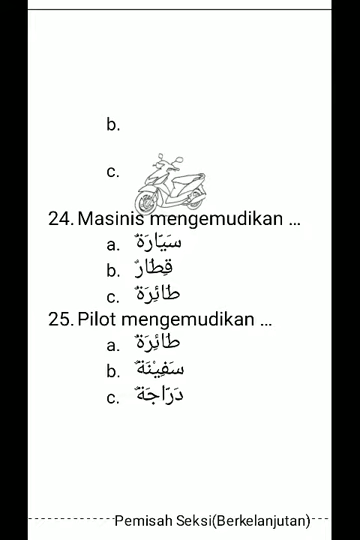 b.
c.
24. Masinis mengemudikan ...
a. سَيَّارَةٌ
b. قِطَارٌ
c. طَائِرَةٌ
25. Pilot mengemudikan ...
a. طَائِرَةٌ
b. سَفِيْنَةٌ
c. دَرَّاجَةٌ
Pemisah Seksi(Berkelanjutan)